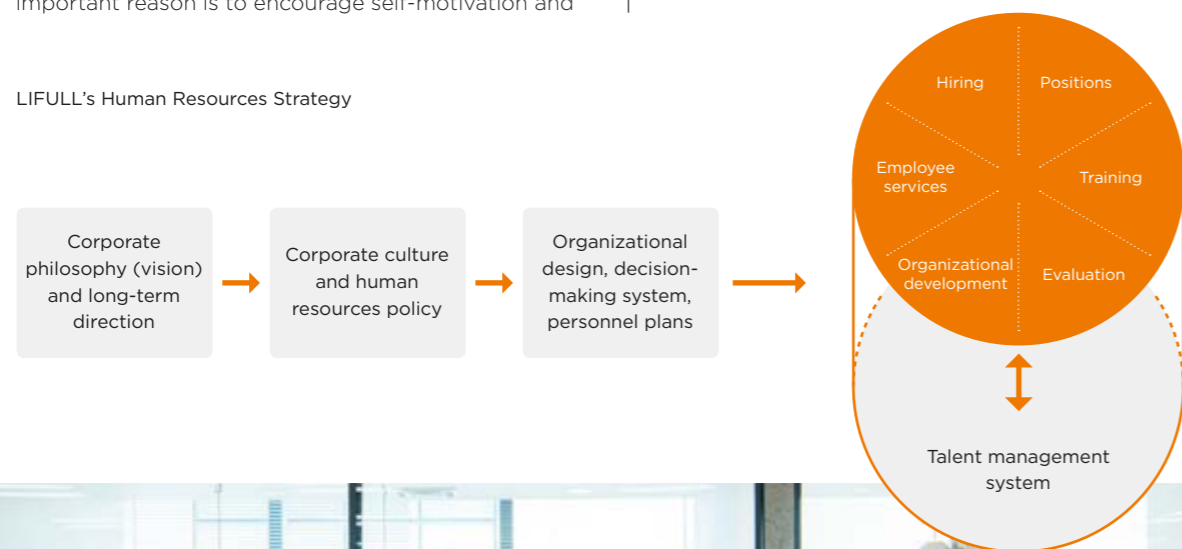 important reason is to encourage self-motivation and
LIFULL's Human Resources Strategy
Corporate
philosophy (vision)
and long-term
direction
Corporate culture
and human
resources policy
Organizational
design, decision-
making system,
personnel plans
Hiring
Positions
Employee
services
Training
Organizational
development
Evaluation
Talent management
system